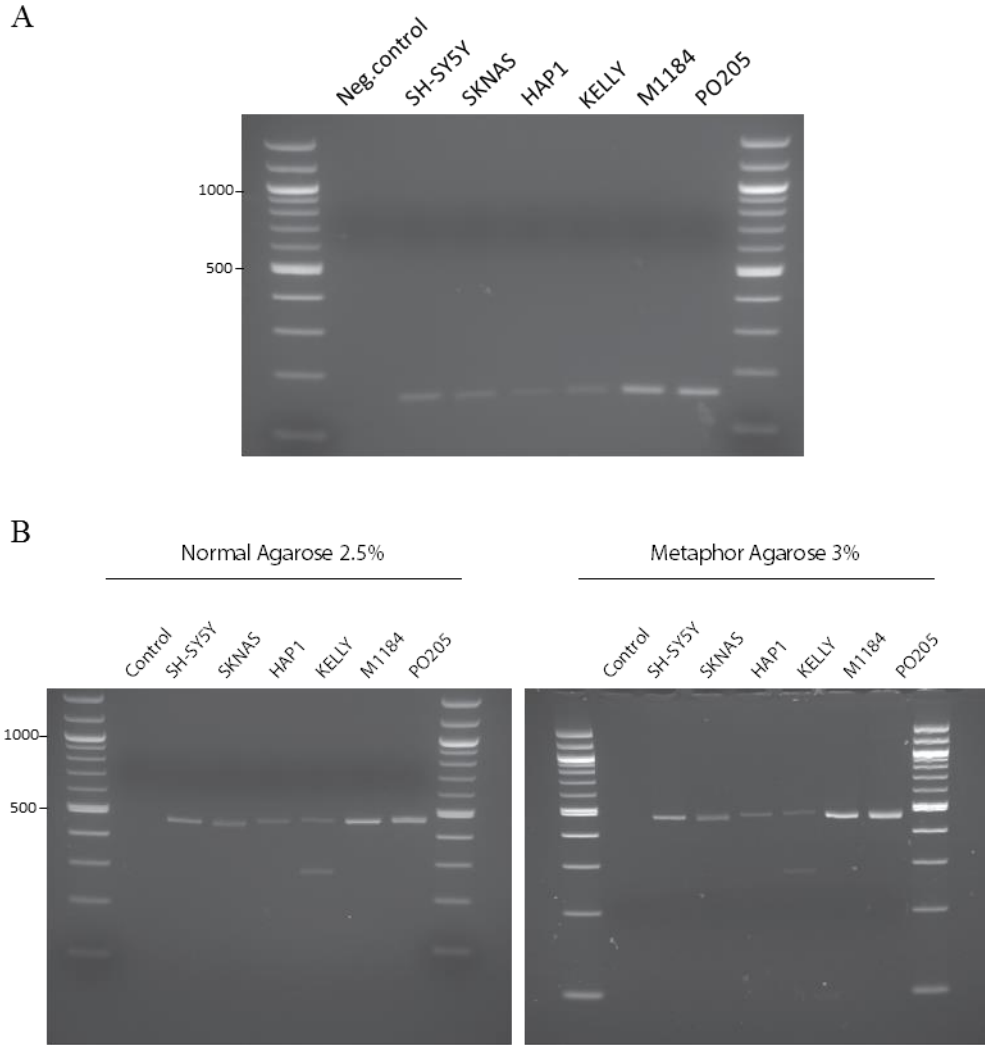 A
Neg.control SH-SY5Y SKNAS HAP1 KELLY M1184 PO205
1000
500
B
Normal Agarose 2.5% Metaphor Agarose 3%
Control SH-SY5Y SKNAS HAP1 KELLY M1184 PO205 Control SH-SY5Y SKNAS HAP1 KELLY M1184 PO205
1000
500